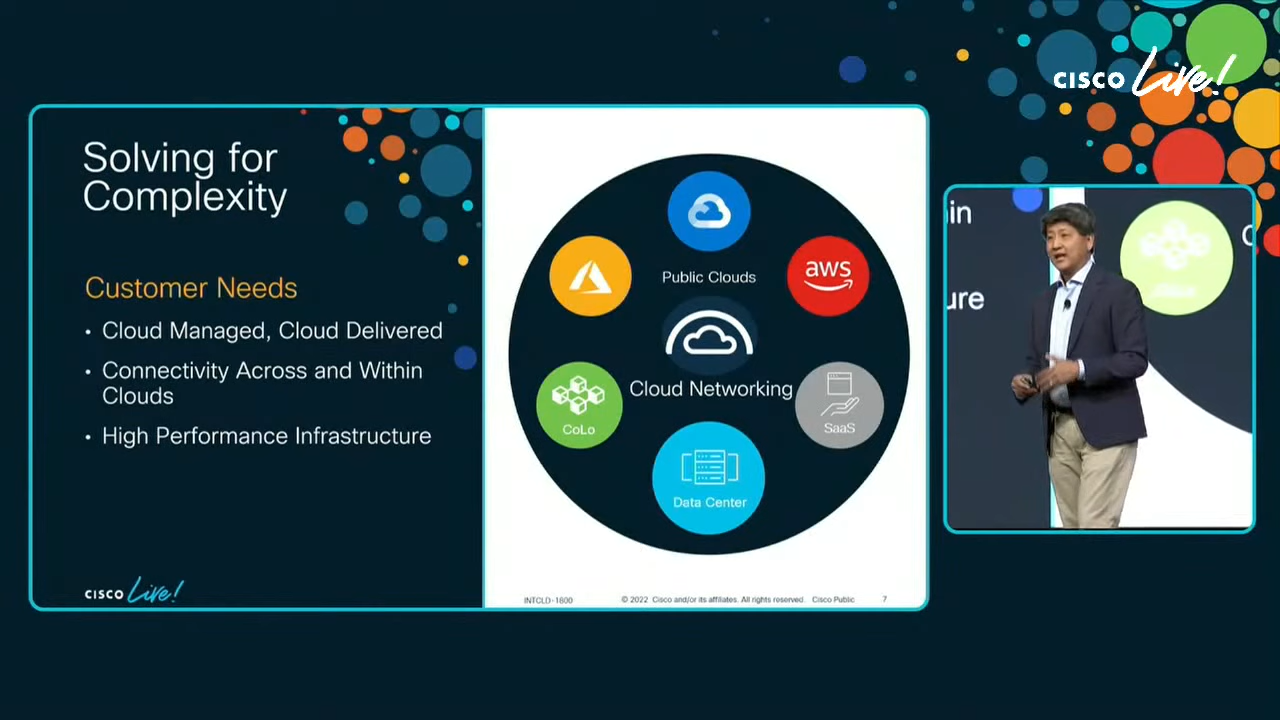 CISCO Live!
Solving for
Complexity
Customer Needs
• Cloud Managed, Cloud Delivered
• Connectivity Across and Within
Clouds
• High Performance Infrastructure
CISCO Live!
Public Clouds
aws
Cloud Networking
CoLo
SaaS
Data Center
INTCLD-1600 © 2022 Cisco and/or its affiliates. All rights reserved. Cisco Public 7
in
ure